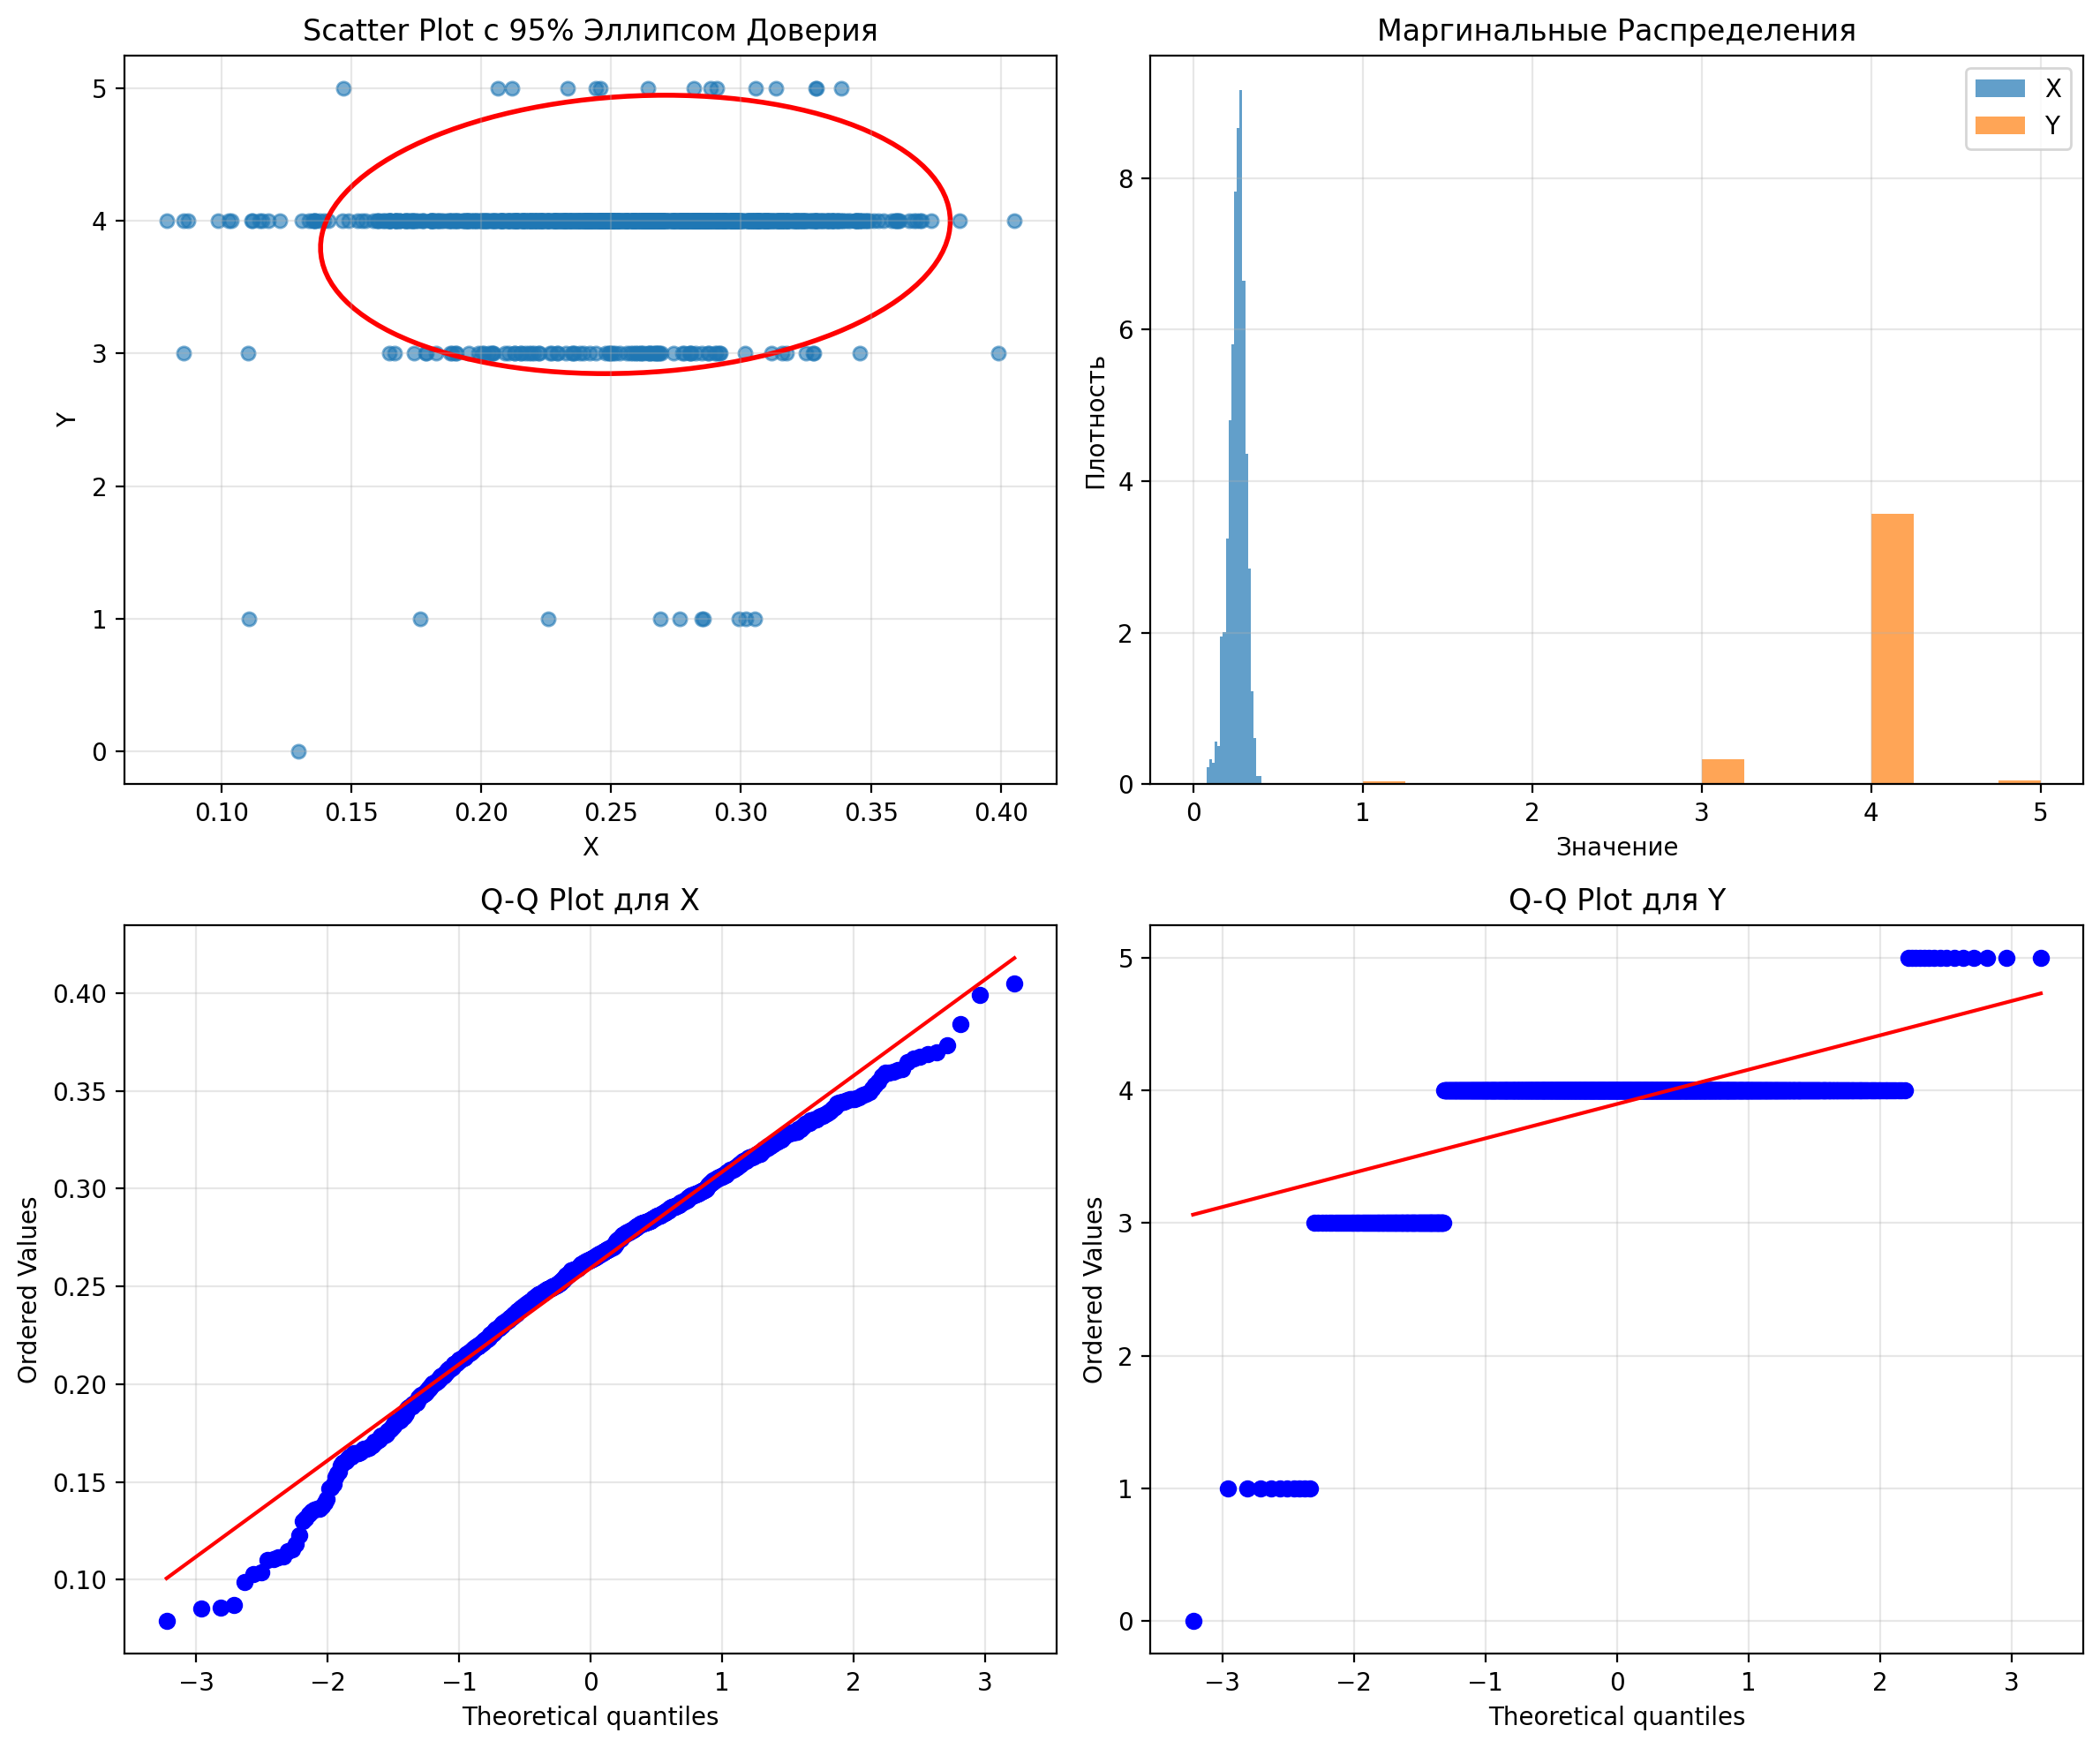 Scatter Plot с 95% Эллипсом Доверия
5
4
3
2
1
0
Y
0.10 0.15 0.20 0.25 0.30 0.35 0.40
X
Маргинальные Распределения
X
Y
8
6
4
2
0
Плотность
0 1 2 3 4 5
Значение
Q-Q Plot для X
0.40
0.35
0.30
0.25
0.20
0.15
0.10
Ordered Values
−3 −2 −1 0 1 2 3
Theoretical quantiles
Q-Q Plot для Y
5
4
3
2
1
0
Ordered Values
−3 −2 −1 0 1 2 3
Theoretical quantiles